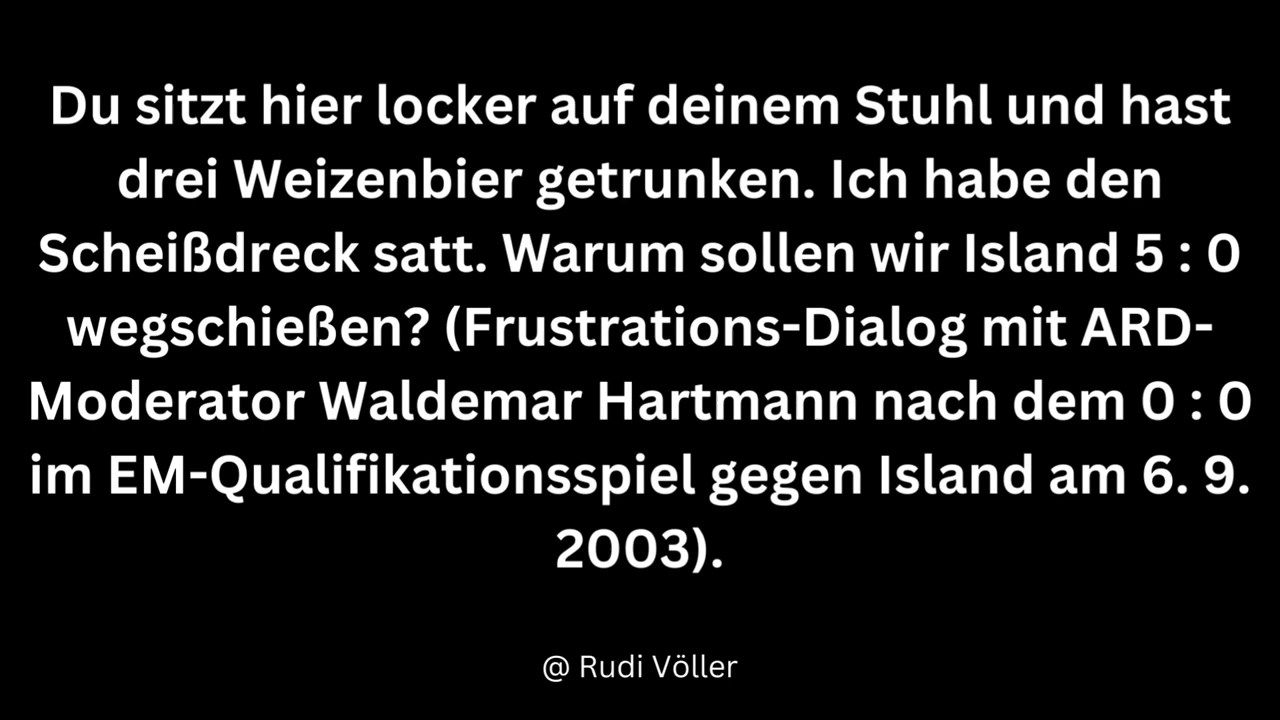 Du sitzt hier locker auf deinem Stuhl und hast
drei Weizenbier getrunken. Ich habe den
Scheißdreck satt. Warum sollen wir Island 5 : 0
wegschießen? (Frustrations-Dialog mit ARD-
Moderator Waldemar Hartmann nach dem 0 : 0
im EM-Qualifikationsspiel gegen Island am 6. 9.
2003).
@ Rudi Völler